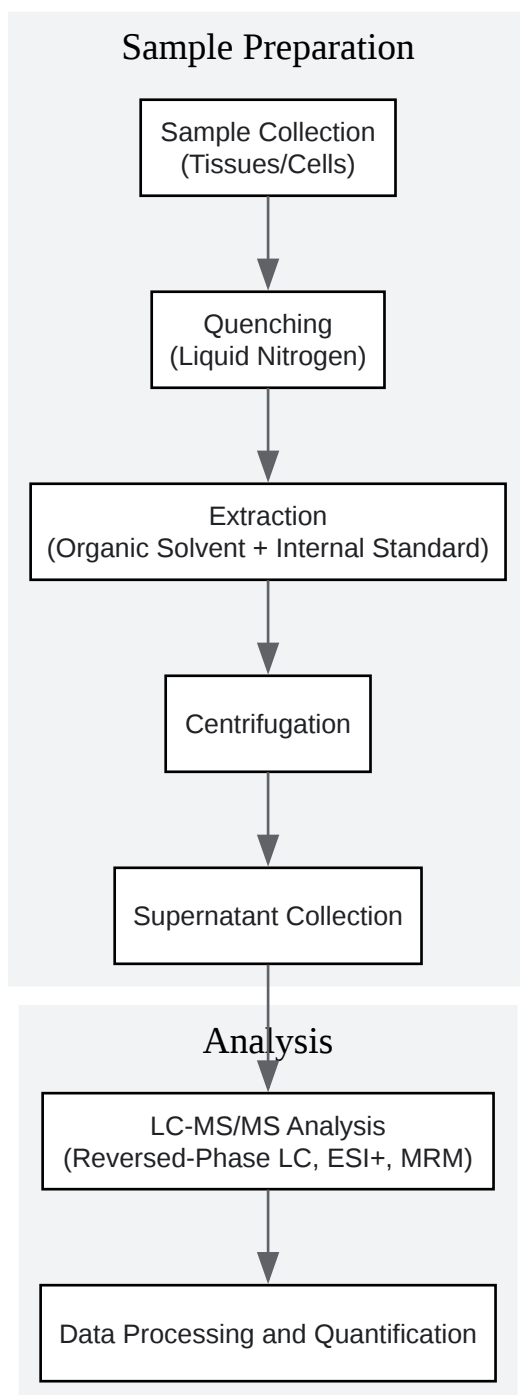 Sample Preparation
Sample Collection
(Tissues/Cells)
Quenching
(Liquid Nitrogen)
Extraction
(Organic Solvent + Internal Standard)
Centrifugation
Supernatant Collection
Analysis
LC-MS/MS Analysis
(Reversed-Phase LC, ESI+, MRM)
Data Processing and Quantification